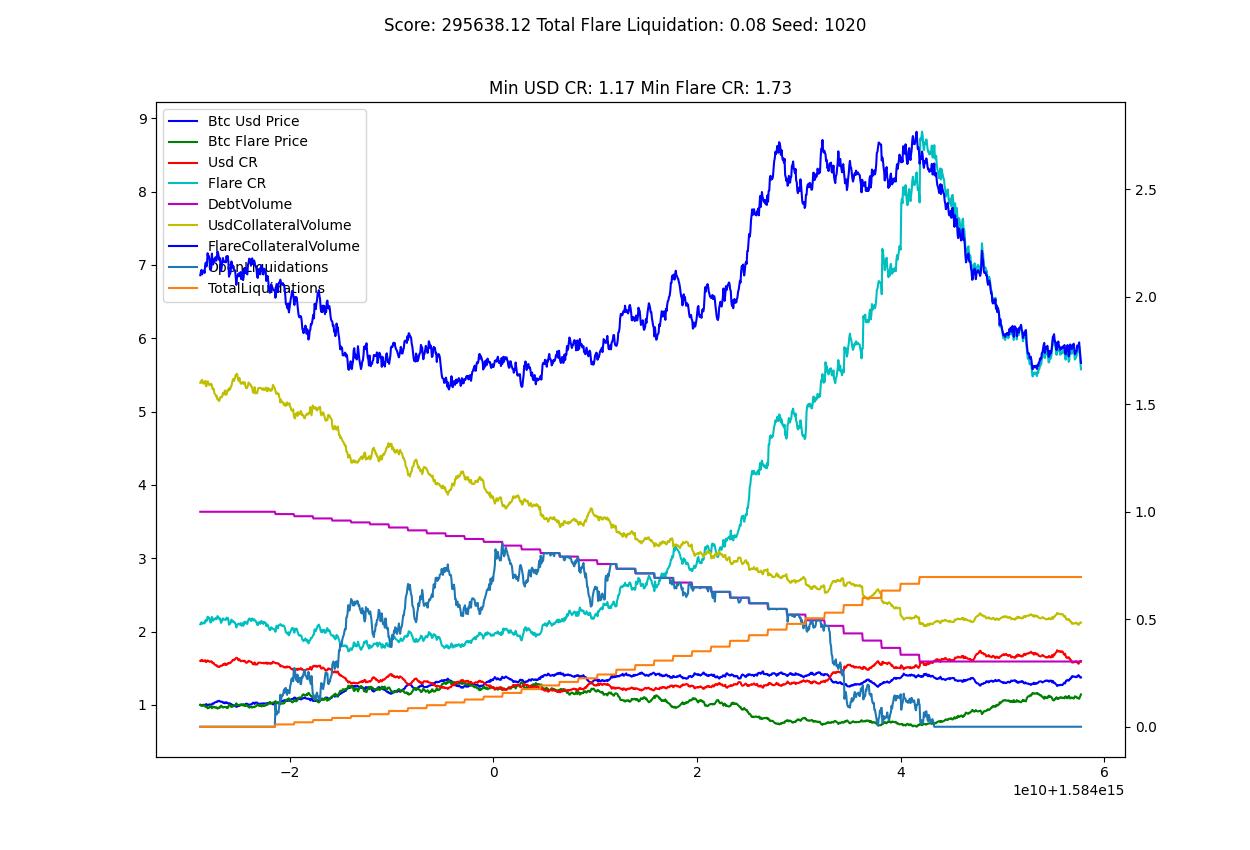 Score: 295638.12 Total Flare Liquidation: 0.08 Seed: 1020
Min USD CR: 1.17 Min Flare CR: 1.73
Btc Usd Price
Btc Flare Price
Usd CR
Flare CR
DebtVolume
UsdCollateralVolume
FlareCollateralVolume
OpenLiquidations
TotalLiquidations
9
8
7
6
5
4
3
2
1
2.5
2.0
1.5
1.0
0.5
0.0
−2
0
2
4
6
1e10+1.584e15